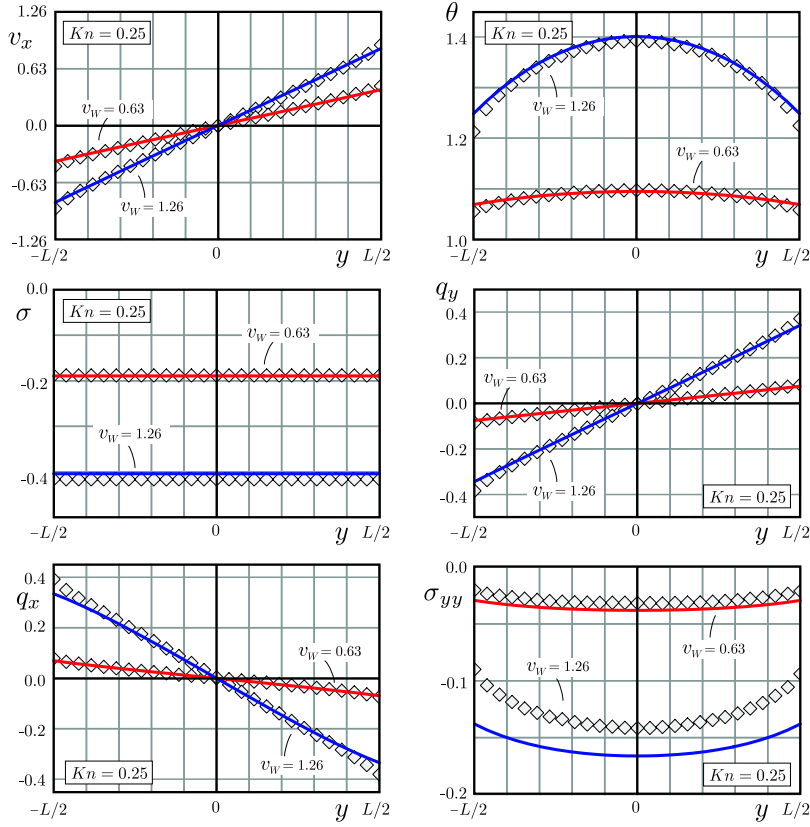 v_x
1.26
0.63
0.0
-0.63
-1.26
Kn = 0.25
v_W = 0.63
v_W = 1.26
-L/2
0
y
L/2
θ
1.4
1.2
1.0
Kn = 0.25
v_W = 1.26
v_W = 0.63
-L/2
0
y
L/2
σ
0.0
-0.2
-0.4
Kn = 0.25
v_W = 0.63
v_W = 1.26
-L/2
0
y
L/2
q_y
0.4
0.2
0.0
-0.2
-0.4
v_W = 0.63
v_W = 1.26
Kn = 0.25
-L/2
0
y
L/2
q_x
0.4
0.2
0.0
-0.2
-0.4
v_W = 0.63
v_W = 1.26
Kn = 0.25
-L/2
0
y
L/2
σ_yy
0.0
-0.1
-0.2
v_W = 0.63
v_W = 1.26
Kn = 0.25
-L/2
0
y
L/2